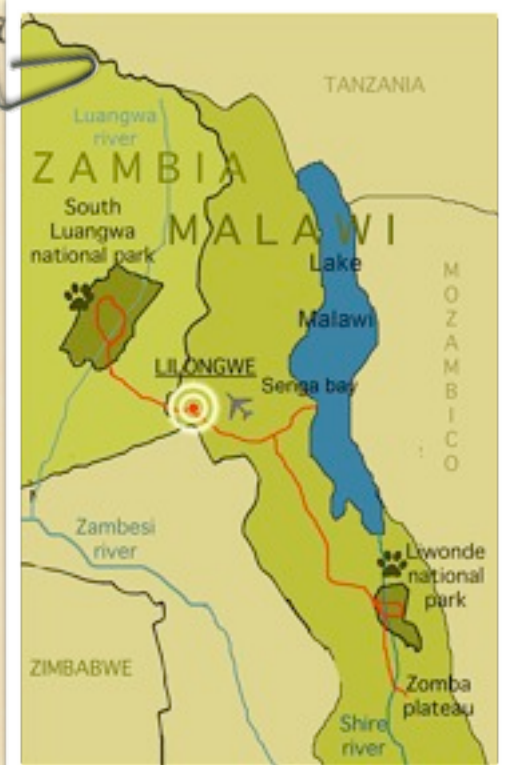 TANZANIA
Luangwa
river
ZAMBIA
South
Luangwa
national park
MALAWI
Lake
Malawi
MOZAMBICO
LILONGWE
Senga bay
Zambesi
river
Liwonde
national
park
ZIMBABWE
Zomba
plateau
Shire
river